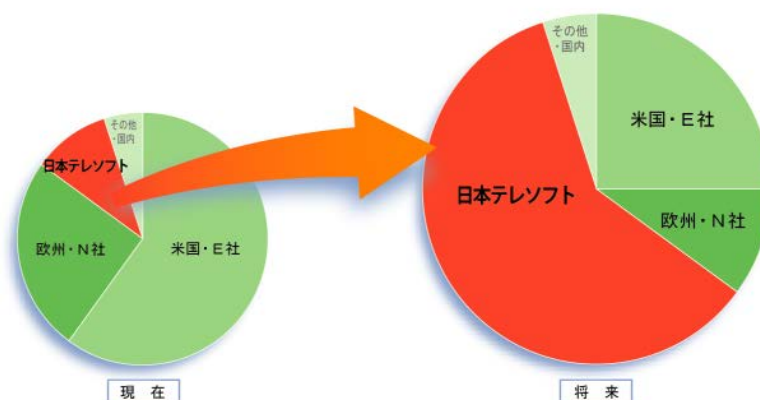 その他
・国内
日本テレソフト
欧州・N社
米国・E社
現 在
その他
・国内
米国・E社
日本テレソフト
欧州・N社
将 来